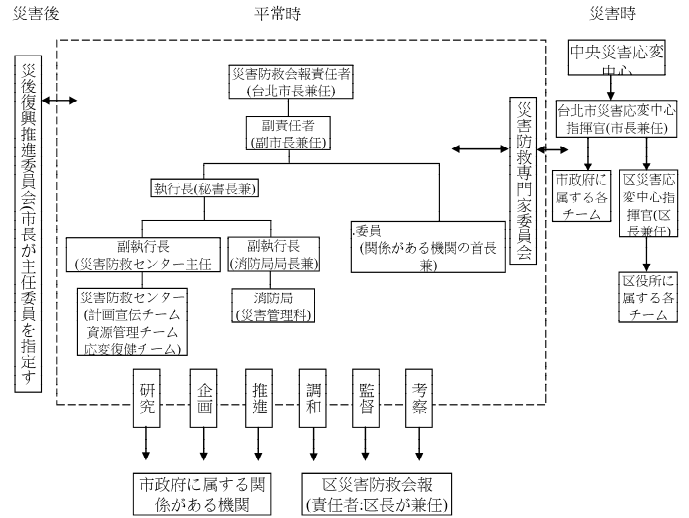 災害後
平常時
災害時
災後復興推進委員会(市長が主任委員を指定す
災害防救会報責任者
(台北市長兼任)
副責任者
(副市長兼任)
執行長(秘書長兼)
副執行長
(災害防救センター主任
副執行長
(消防局局長兼)
.委員
(関係がある機関の首長
兼)
災害防救センター
(計画宣伝チーム
資源管理チーム
応変復健チーム)
消防局
(災害管理科)
災害防救専門家委員会
中央災害応変
中心
台北市災害応変中心
指揮官(市長兼任)
市政府に
属する各
チーム
区災害応
変中心指
揮官(区
長兼任)
区役所に
属する各
チーム
研究
企画
推進
調和
監督
考察
市政府に属する関
係がある機関
区災害防救会報
(責任者:区長が兼任)